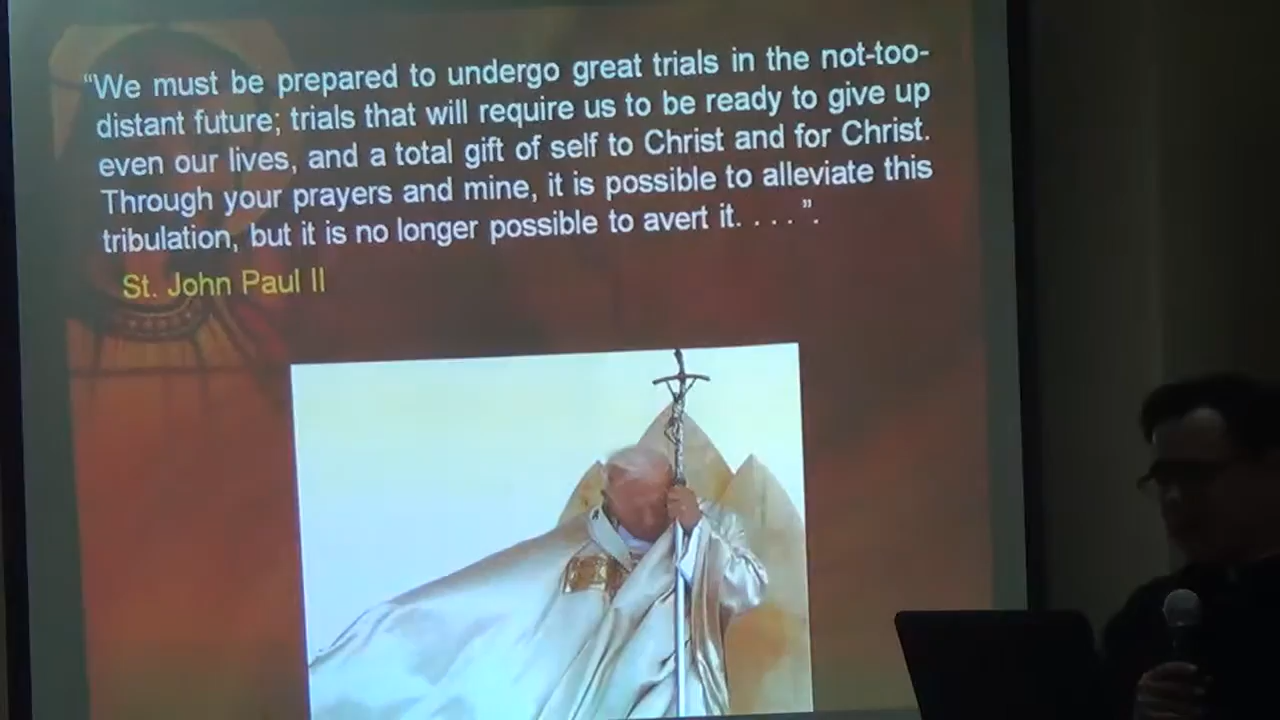 “We must be prepared to undergo great trials in the not-too-
distant future; trials that will require us to be ready to give up
even our lives, and a total gift of self to Christ and for Christ.
Through your prayers and mine, it is possible to alleviate this
tribulation, but it is no longer possible to avert it. . . . .”.
St. John Paul II